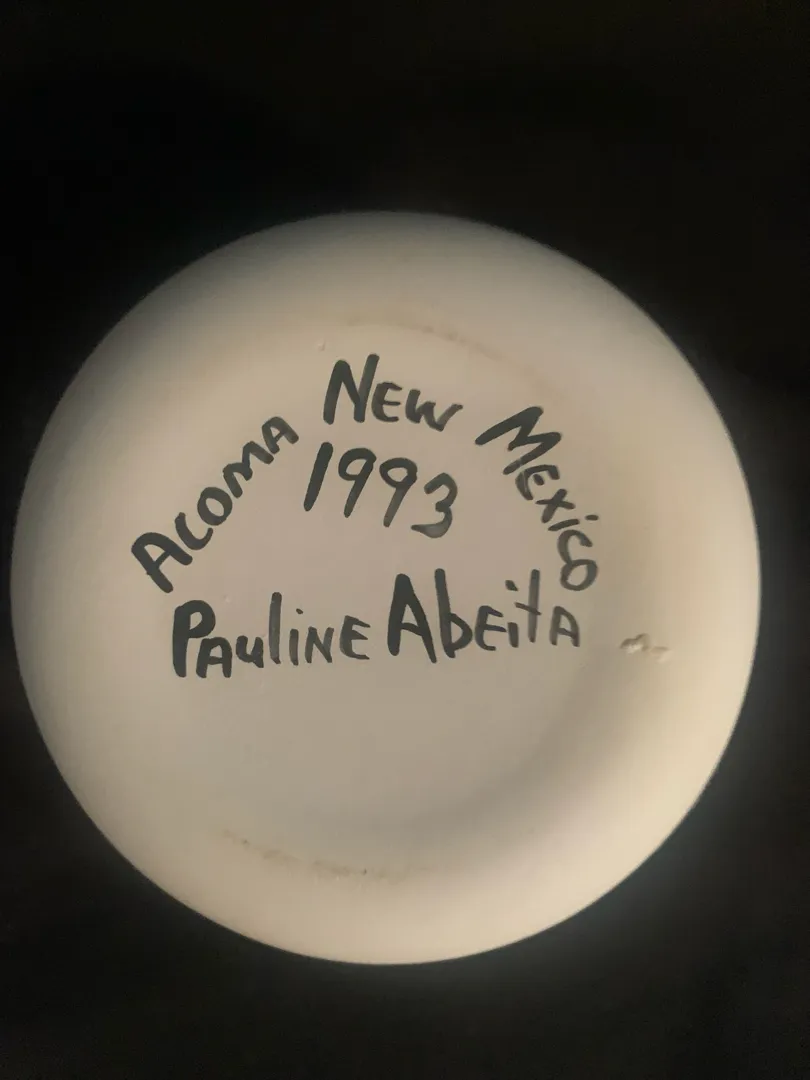 ACOMA NEW MEXICO
1993
PAULINE ABEITA